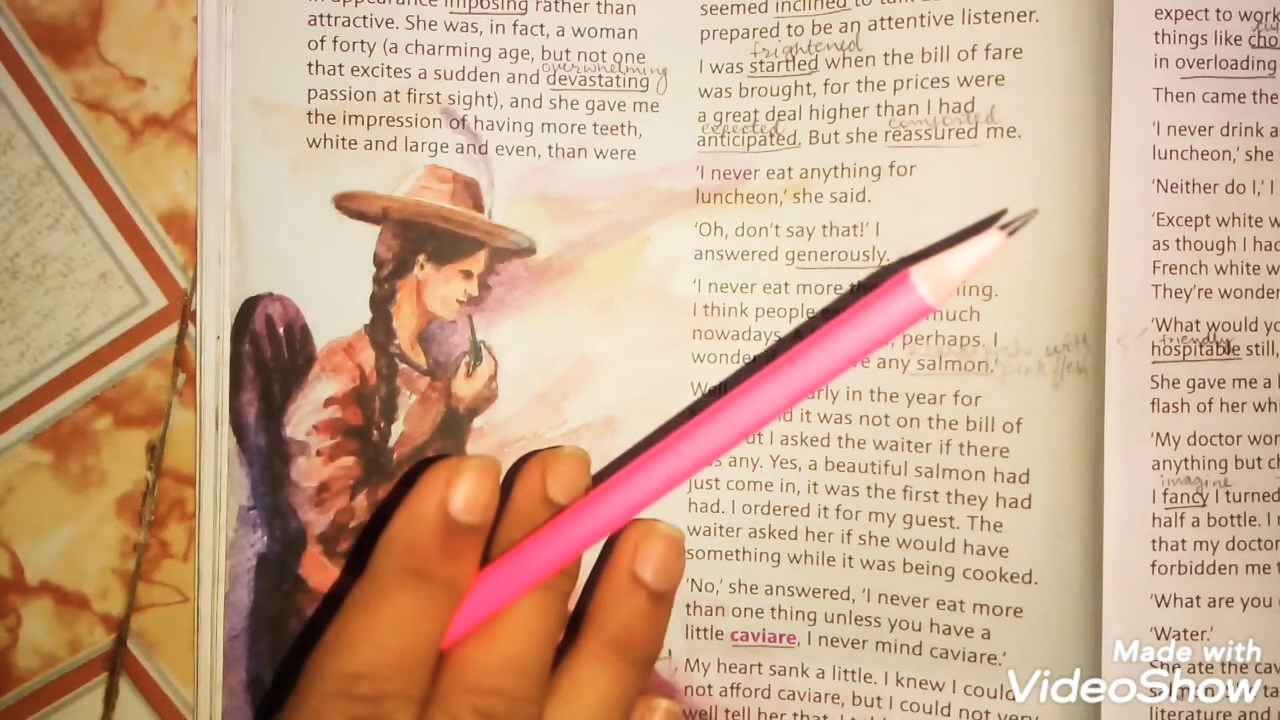 imposing rather than
attractive. She was, in fact, a woman
of forty (a charming age, but not one
overwhelming
that excites a sudden and devastating
passion at first sight), and she gave me
the impression of having more teeth,
white and large and even, than were
seemed inclined to
prepared to be an attentive listener.
frightened
I was startled when the bill of fare
was brought, for the prices were
a great deal higher than I had
expected comforted
anticipated. But she reassured me.
'I never eat anything for
luncheon,' she said.
'Oh, don't say that!' I
answered generously.
'I never eat more
I think people much
nowadays. perhaps. I
any salmon.'
in the year for
it was not on the bill of
I asked the waiter if there
any. Yes, a beautiful salmon had
just come in, it was the first they had
had. I ordered it for my guest. The
waiter asked her if she would have
something while it was being cooked.
'No,' she answered, 'I never eat more
than one thing unless you have a
little caviare, I never mind caviare.'
My heart sank a little. I knew I could
not afford caviare, but I could not very
well tell her that.
expect to work
things like
in overloading
Then came the
'I never drink a
luncheon,' she
'Neither do I,' I
'Except white w
as though I had
French white w
They're wonder
'What would yo
friendly
hospitable still,
She gave me a
flash of her wh
'My doctor won
anything but ch
imagine
I fancy I turned
half a bottle. I
that my doctor
forbidden me t
'What are you
'Water.'
She ate the cav
salmon
literature and
Made with
VideoShow